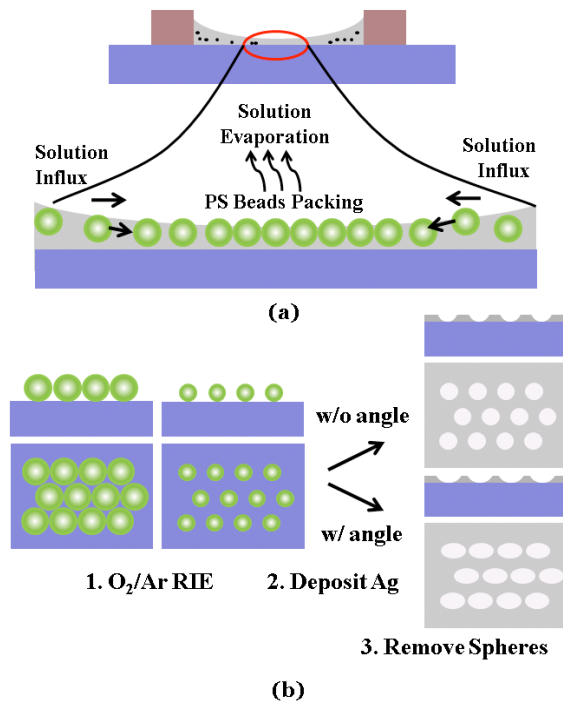 Solution
Evaporation
Solution
Influx
Solution
Influx
PS Beads Packing
(a)
w/o angle
w/ angle
1. O₂/Ar RIE
2. Deposit Ag
3. Remove Spheres
(b)